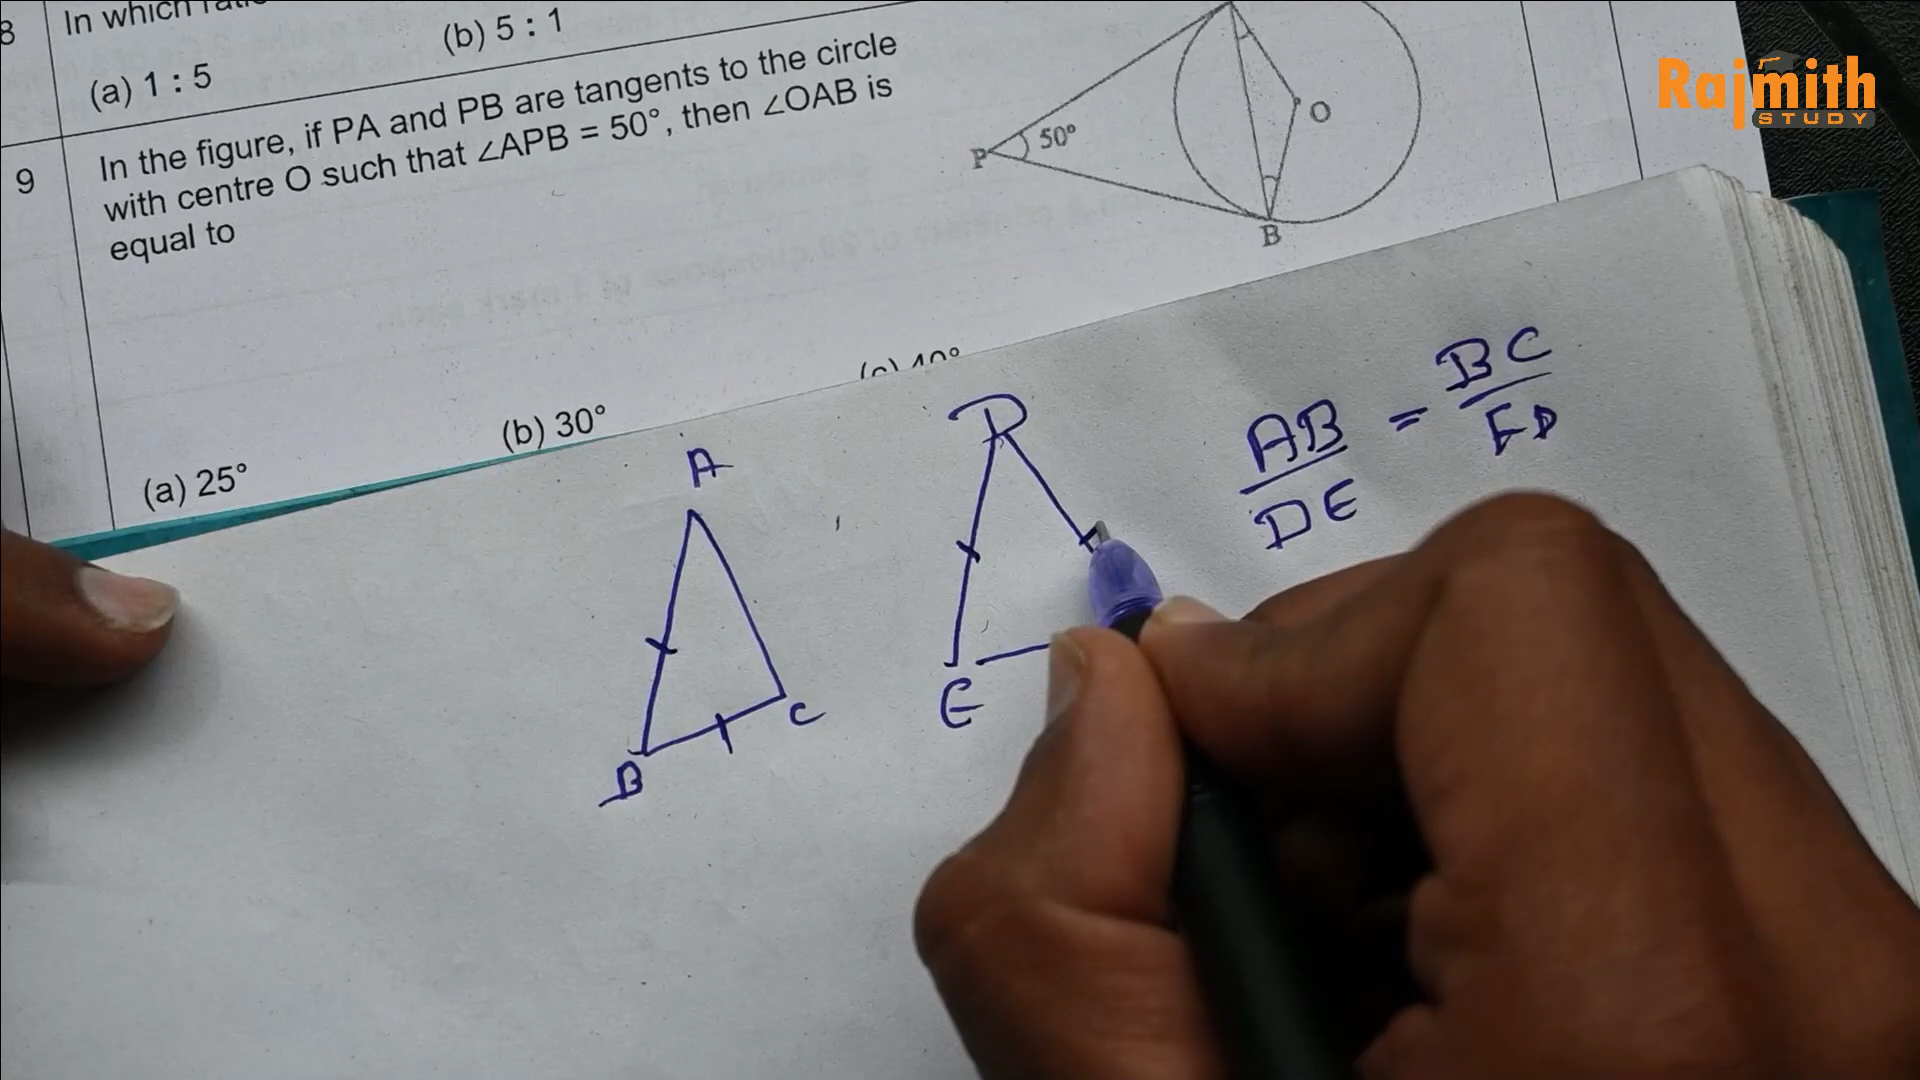 8
In which
(a) 1 : 5
(b) 5 : 1
9
In the figure, if PA and PB are tangents to the circle
with centre O such that ∠APB = 50°, then ∠OAB is
equal to
P
50°
O
B
(a) 25°
(b) 30°
(c) 40°
A
B
C
D
E
AB/DE = BC/FD
Rajmith
STUDY